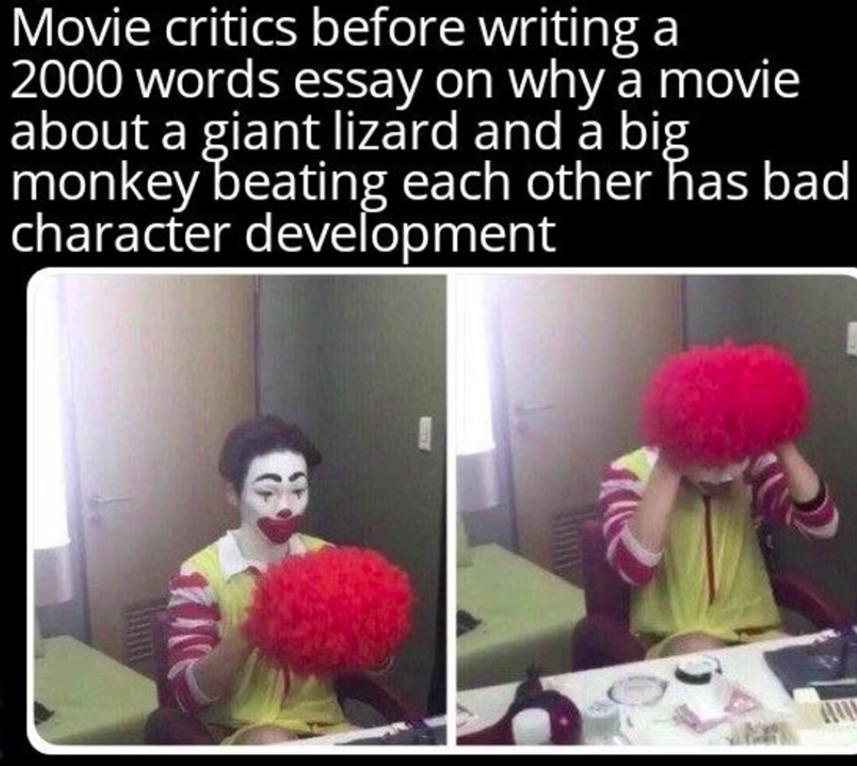 Movie critics before writing a
2000 words essay on why a movie
about a giant lizard and a big
monkey beating each other has bad
character development